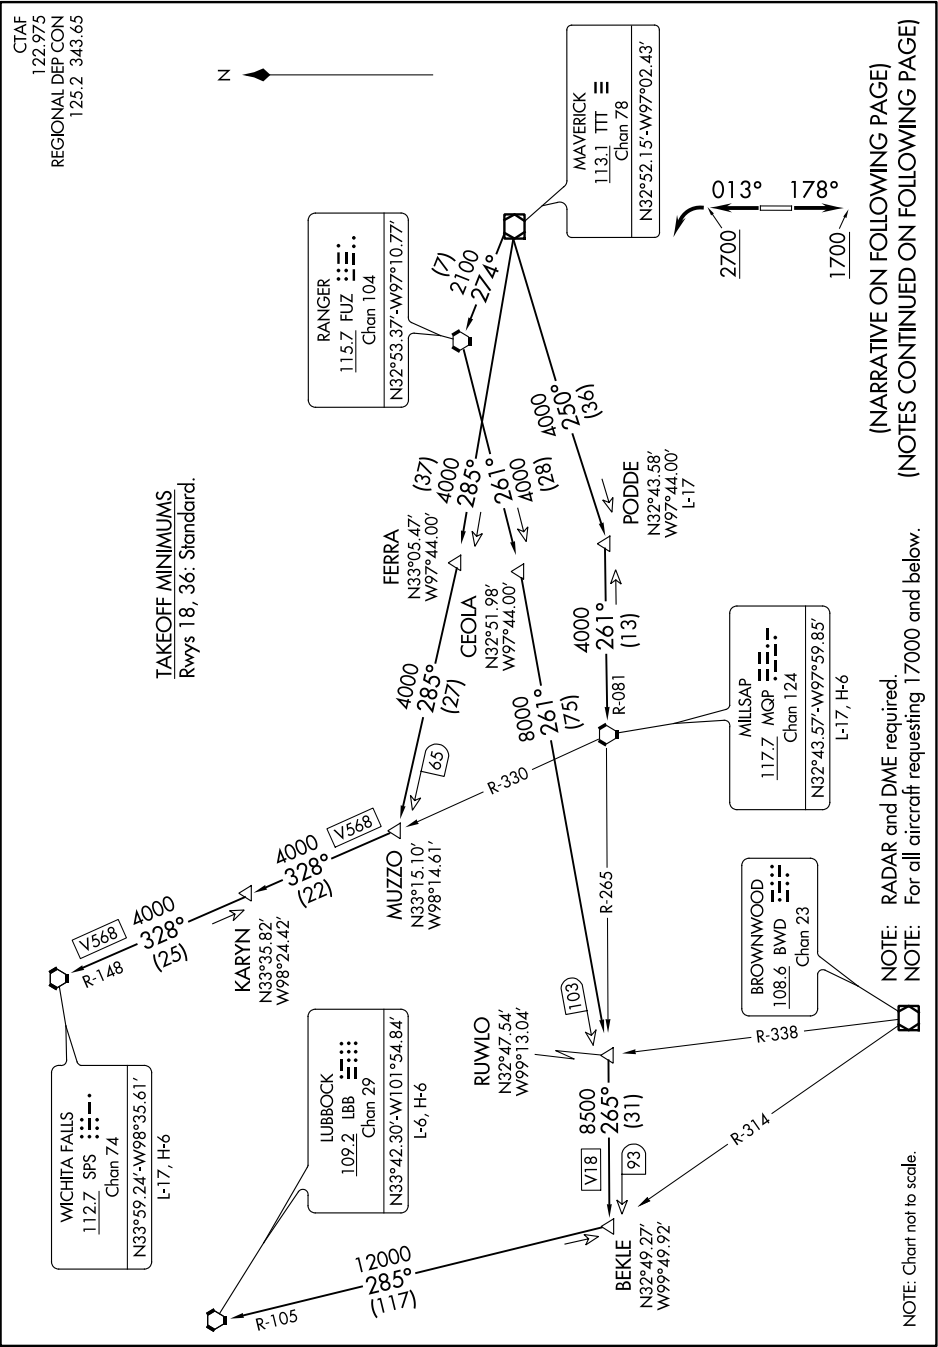 CTAF
122.975
REGIONAL DEP CON
125.2 343.65
N
TAKEOFF MINIMUMS
Rwys 18, 36: Standard.
WICHITA FALLS
112.7 SPS
Chan 74
N33°59.24′-W98°35.61′
L-17, H-6
V568
4000
328°
(25)
R-148
KARYN
N33°35.82′
W98°24.42′
4000
328°
(22)
V568
MUZZO
N33°15.10′
W98°14.61′
65
4000
285°
(27)
FERRA
N33°05.47′
W97°44.00′
(37)
4000
285°
RANGER
115.7 FUZ
Chan 104
N32°53.37′-W97°10.77′
(7)
2100
274°
MAVERICK
113.1 TTT
Chan 78
N32°52.15′-W97°02.43′
CEOLA
N32°51.98′
W97°44.00′
261°
4000
(28)
8000
261°
(75)
4000
250°
(36)
PODDE
N32°43.58′
W97°44.00′
L-17
4000
261°
(13)
R-081
R-330
R-265
MILLSAP
117.7 MQP
Chan 124
N32°43.57′-W97°59.85′
L-17, H-6
LUBBOCK
109.2 LBB
Chan 29
N33°42.30′-W101°54.84′
L-6, H-6
R-105
12000
285°
(117)
RUWLO
N32°47.54′
W99°13.04′
103
8500
265°
(31)
V18
93
BEKLE
N32°49.27′
W99°49.92′
BROWNWOOD
108.6 BWD
Chan 23
R-338
R-314
013°
178°
2700
1700
(NARRATIVE ON FOLLOWING PAGE)
(NOTES CONTINUED ON FOLLOWING PAGE)
NOTE: RADAR and DME required.
NOTE: For all aircraft requesting 17000 and below.
NOTE: Chart not to scale.